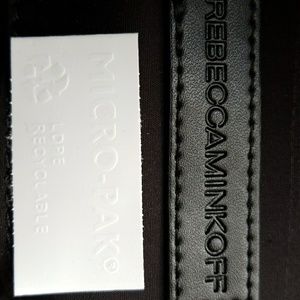 MICRO-PAK®
LDPE
RECYCLABLE
REBECCAMINKOFF